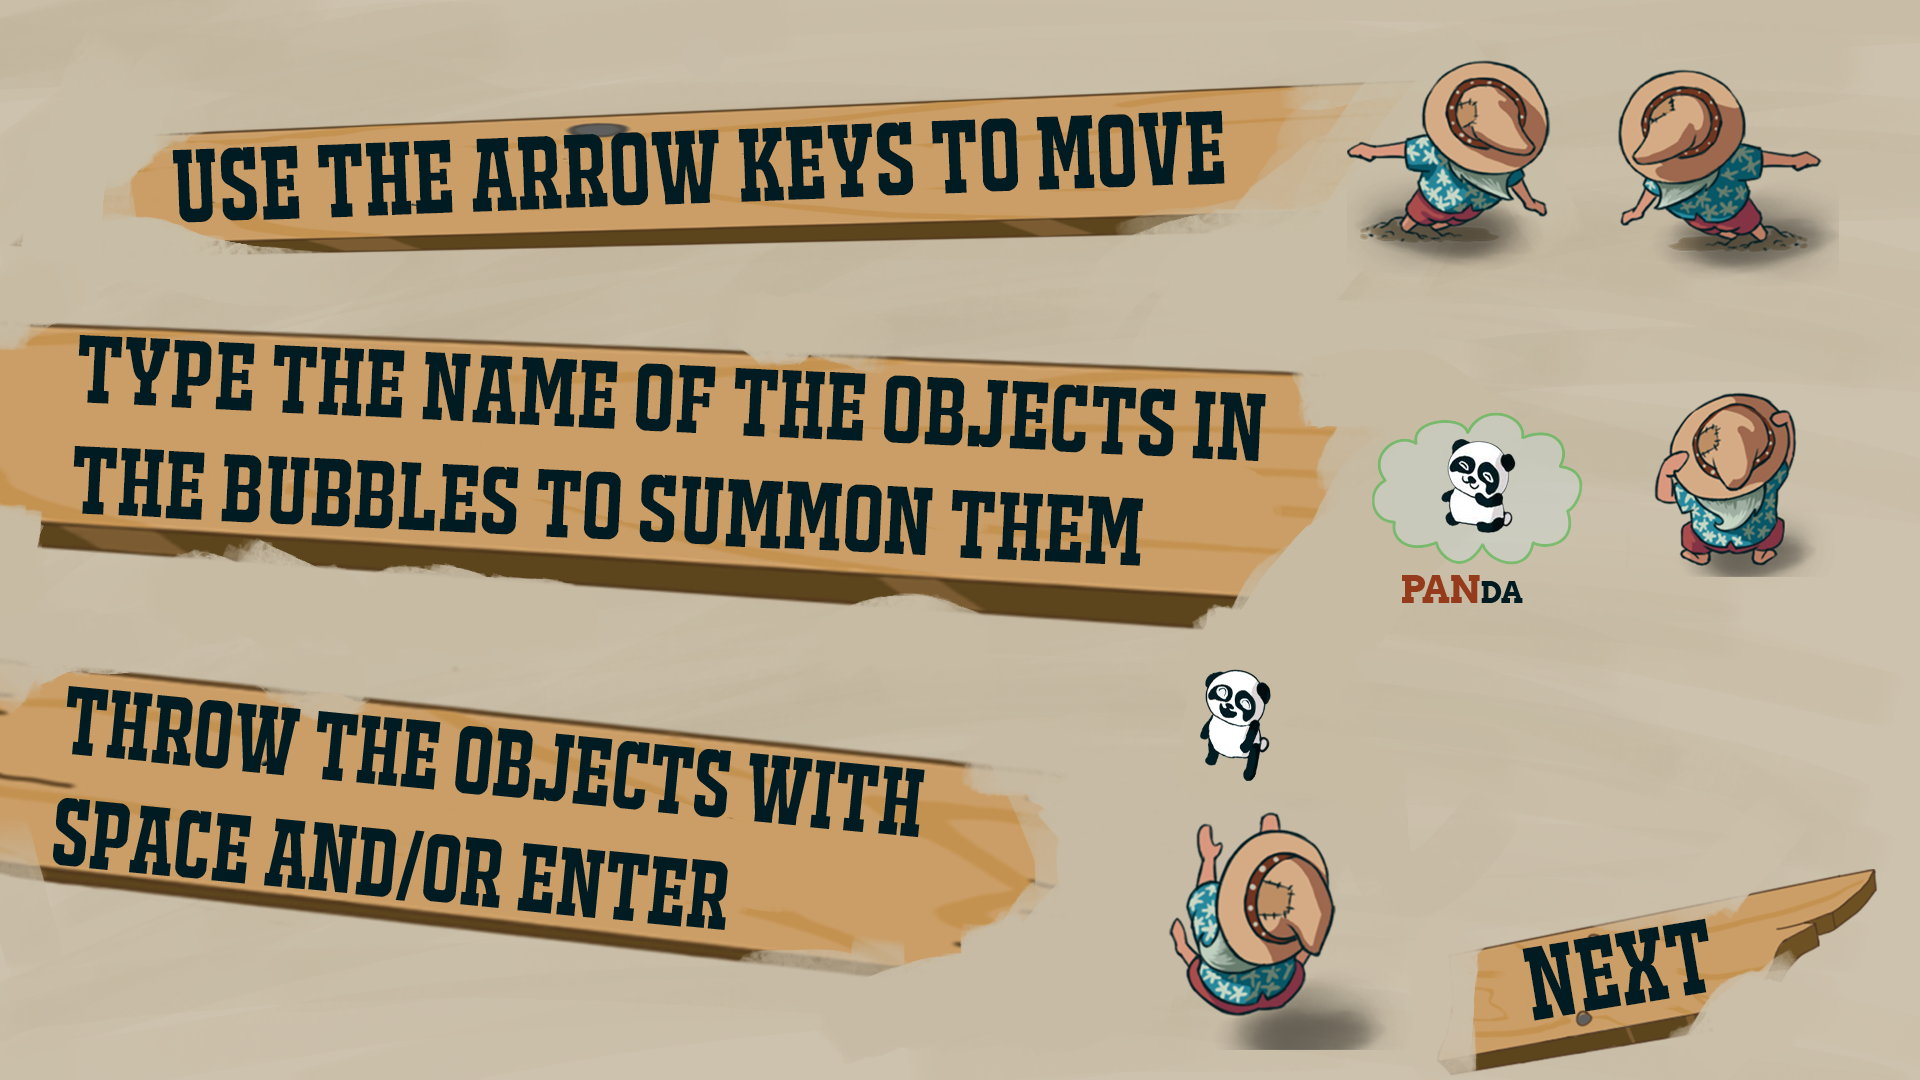 USE THE ARROW KEYS TO MOVE
TYPE THE NAME OF THE OBJECTS IN
THE BUBBLES TO SUMMON THEM
PANDA
THROW THE OBJECTS WITH
SPACE AND/OR ENTER
NEXT